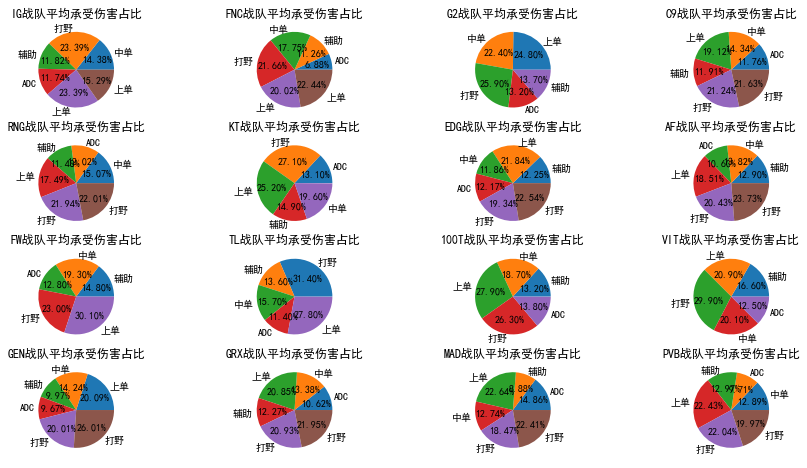 IG战队平均承受伤害占比
中单
14.38%
打野
23.39%
辅助
11.82%
ADC
11.74%
上单
23.39%
上单
15.29%
FNC战队平均承受伤害占比
ADC
6.88%
辅助
11.26%
中单
17.75%
打野
21.66%
上单
20.02%
上单
22.44%
G2战队平均承受伤害占比
上单
24.80%
中单
22.40%
打野
25.90%
ADC
13.20%
辅助
13.70%
C9战队平均承受伤害占比
ADC
11.76%
中单
14.34%
上单
19.12%
辅助
11.91%
打野
21.24%
打野
21.63%
RNG战队平均承受伤害占比
中单
15.07%
ADC
辅助
上单
17.49%
打野
21.94%
打野
22.01%
KT战队平均承受伤害占比
ADC
13.10%
打野
27.10%
上单
25.20%
辅助
14.90%
中单
19.60%
EDG战队平均承受伤害占比
辅助
12.25%
上单
21.84%
中单
11.86%
ADC
12.17%
打野
19.34%
打野
22.54%
AF战队平均承受伤害占比
中单
12.90%
辅助
13.82%
ADC
10.60%
上单
18.51%
打野
20.43%
打野
23.73%
FW战队平均承受伤害占比
辅助
14.80%
中单
19.30%
ADC
12.80%
打野
23.00%
上单
30.10%
TL战队平均承受伤害占比
打野
31.40%
辅助
13.60%
中单
15.70%
ADC
11.40%
上单
27.80%
100T战队平均承受伤害占比
辅助
13.20%
中单
18.70%
上单
27.90%
打野
26.30%
ADC
13.80%
VIT战队平均承受伤害占比
辅助
16.60%
上单
20.90%
打野
29.90%
中单
20.10%
ADC
12.50%
GEN战队平均承受伤害占比
上单
20.09%
中单
14.24%
辅助
9.97%
ADC
9.67%
打野
20.01%
打野
26.01%
GRX战队平均承受伤害占比
ADC
10.62%
中单
13.38%
上单
20.85%
辅助
12.27%
打野
20.93%
打野
21.95%
MAD战队平均承受伤害占比
ADC
14.86%
辅助
8.88%
上单
22.64%
中单
12.74%
打野
18.47%
打野
22.41%
PVB战队平均承受伤害占比
中单
12.89%
ADC
辅助
上单
22.43%
打野
22.04%
打野
19.97%